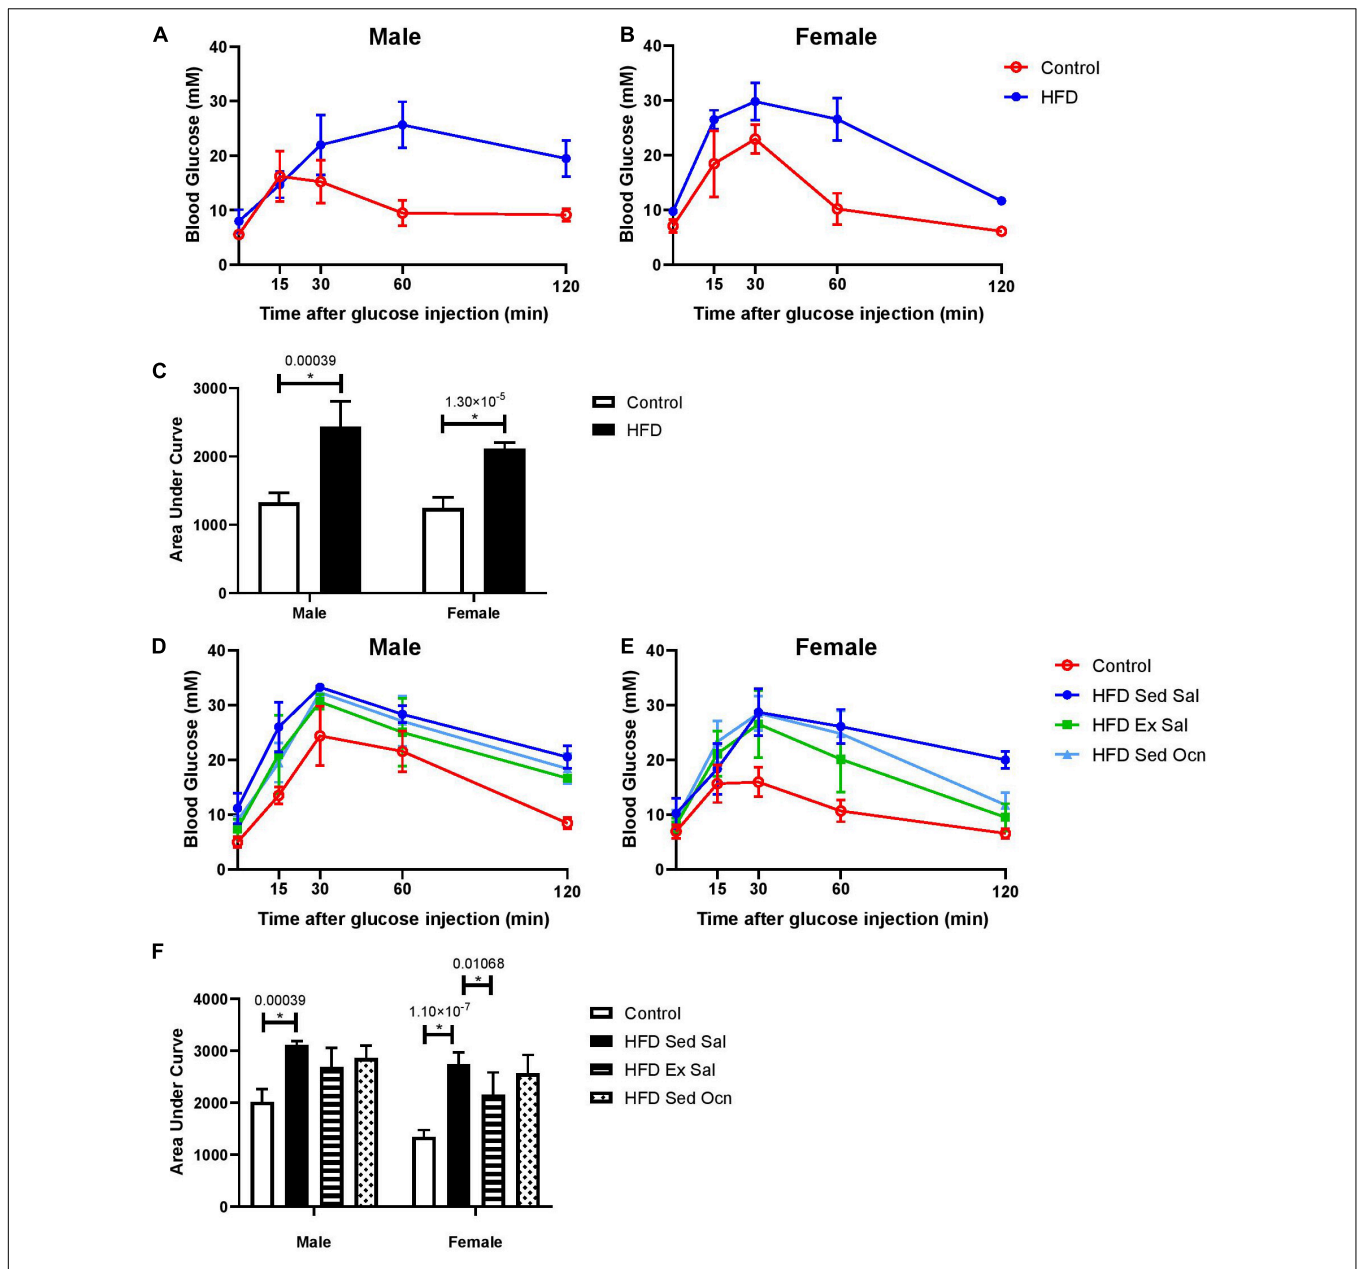 A
Male
40
30
20
10
0
Blood Glucose (mM)
15
30
60
120
Time after glucose injection (min)
B
Female
40
30
20
10
0
Blood Glucose (mM)
15
30
60
120
Time after glucose injection (min)
Control
HFD
C
0.00039
*
1.30×10⁻⁵
*
3000
2000
1000
0
Area Under Curve
Male
Female
Control
HFD
D
Male
40
30
20
10
0
Blood Glucose (mM)
15
30
60
120
Time after glucose injection (min)
E
Female
40
30
20
10
0
Blood Glucose (mM)
15
30
60
120
Time after glucose injection (min)
Control
HFD Sed Sal
HFD Ex Sal
HFD Sed Ocn
F
0.00039
*
1.10×10⁻⁷
*
0.01068
*
4000
3000
2000
1000
0
Area Under Curve
Male
Female
Control
HFD Sed Sal
HFD Ex Sal
HFD Sed Ocn